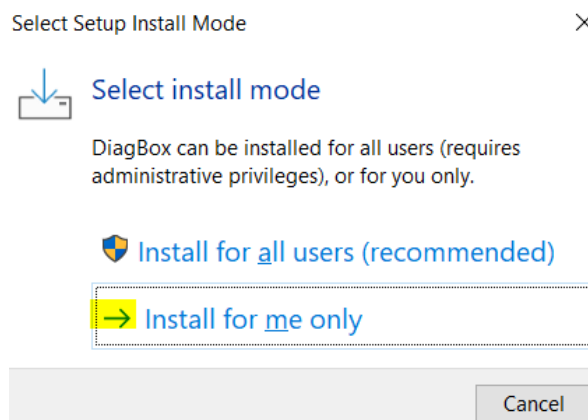 Select Setup Install Mode
Select install mode
DiagBox can be installed for all users (requires
administrative privileges), or for you only.
Install for all users (recommended)
Install for me only
Cancel